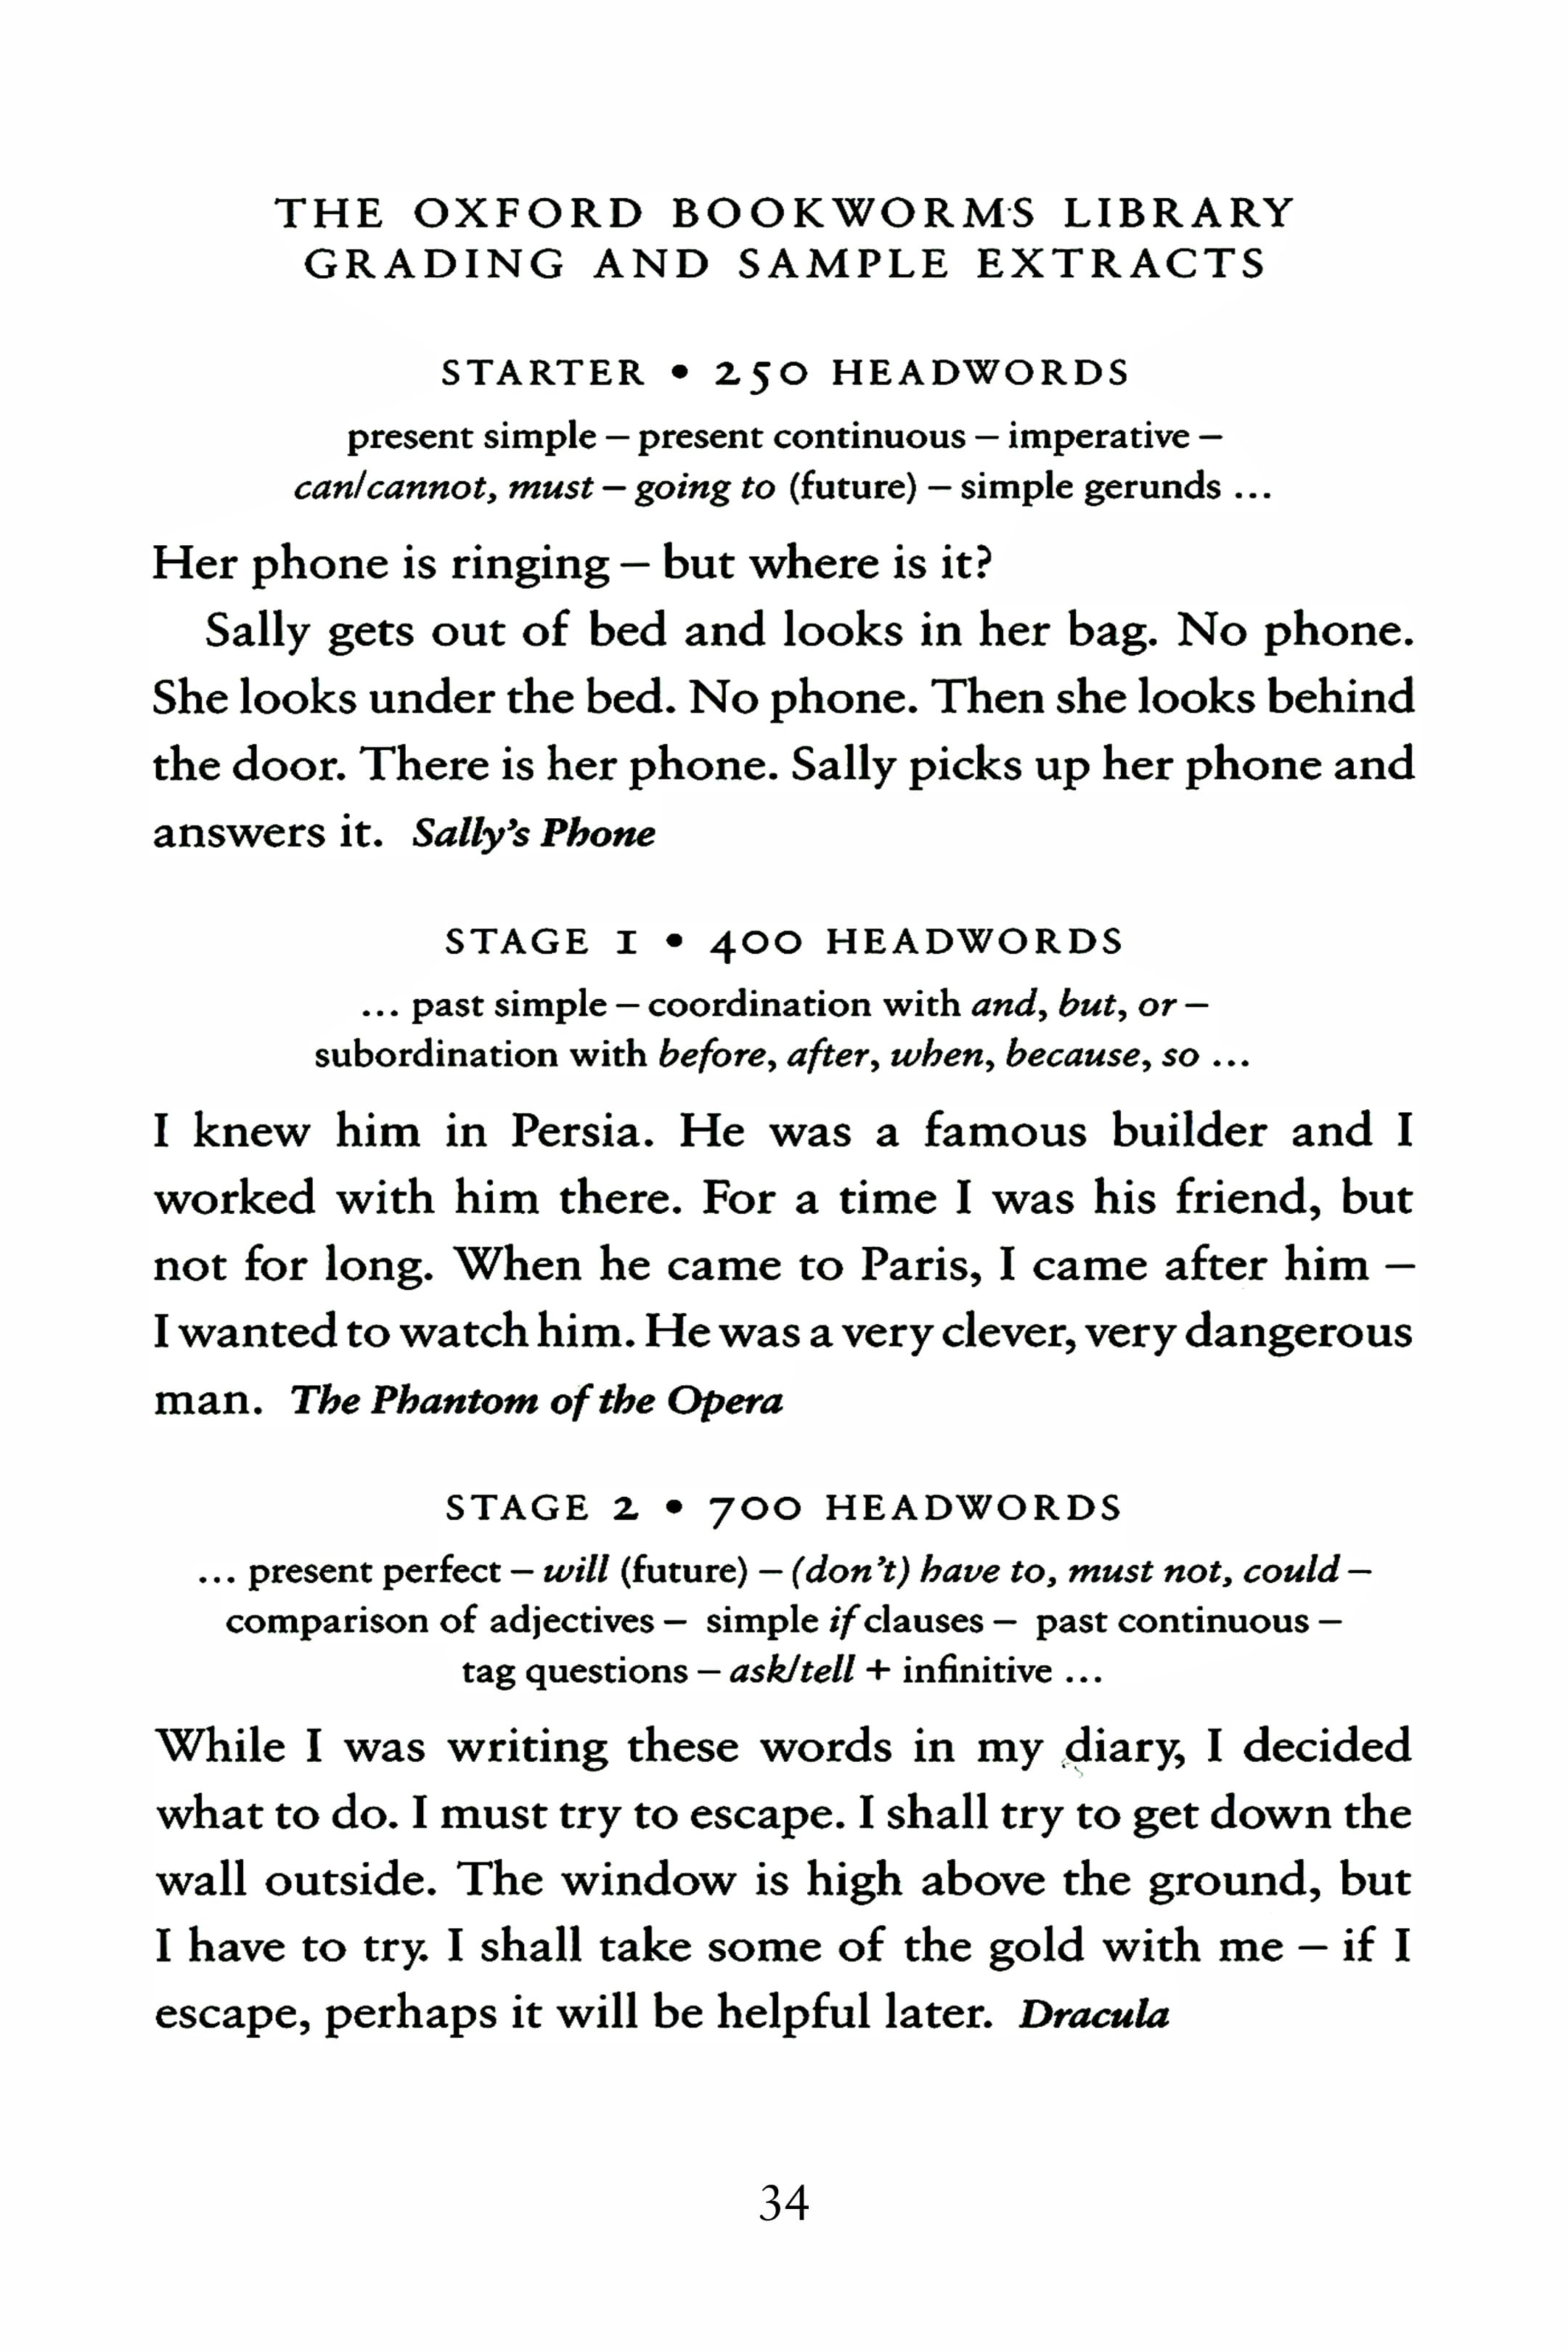 THE OXFORD BOOKWORMS LIBRARY
GRADING AND SAMPLE EXTRACTS
STARTER • 250 HEADWORDS
present simple – present continuous – imperative –
can/cannot, must – going to (future) – simple gerunds ...
Her phone is ringing – but where is it?
Sally gets out of bed and looks in her bag. No phone.
She looks under the bed. No phone. Then she looks behind
the door. There is her phone. Sally picks up her phone and
answers it. Sally's Phone
STAGE 1 • 400 HEADWORDS
... past simple – coordination with and, but, or –
subordination with before, after, when, because, so ...
I knew him in Persia. He was a famous builder and I
worked with him there. For a time I was his friend, but
not for long. When he came to Paris, I came after him –
I wanted to watch him. He was a very clever, very dangerous
man. The Phantom of the Opera
STAGE 2 • 700 HEADWORDS
... present perfect – will (future) – (don't) have to, must not, could –
comparison of adjectives – simple if clauses – past continuous –
tag questions – ask/tell + infinitive ...
While I was writing these words in my diary, I decided
what to do. I must try to escape. I shall try to get down the
wall outside. The window is high above the ground, but
I have to try. I shall take some of the gold with me – if I
escape, perhaps it will be helpful later. Dracula
34